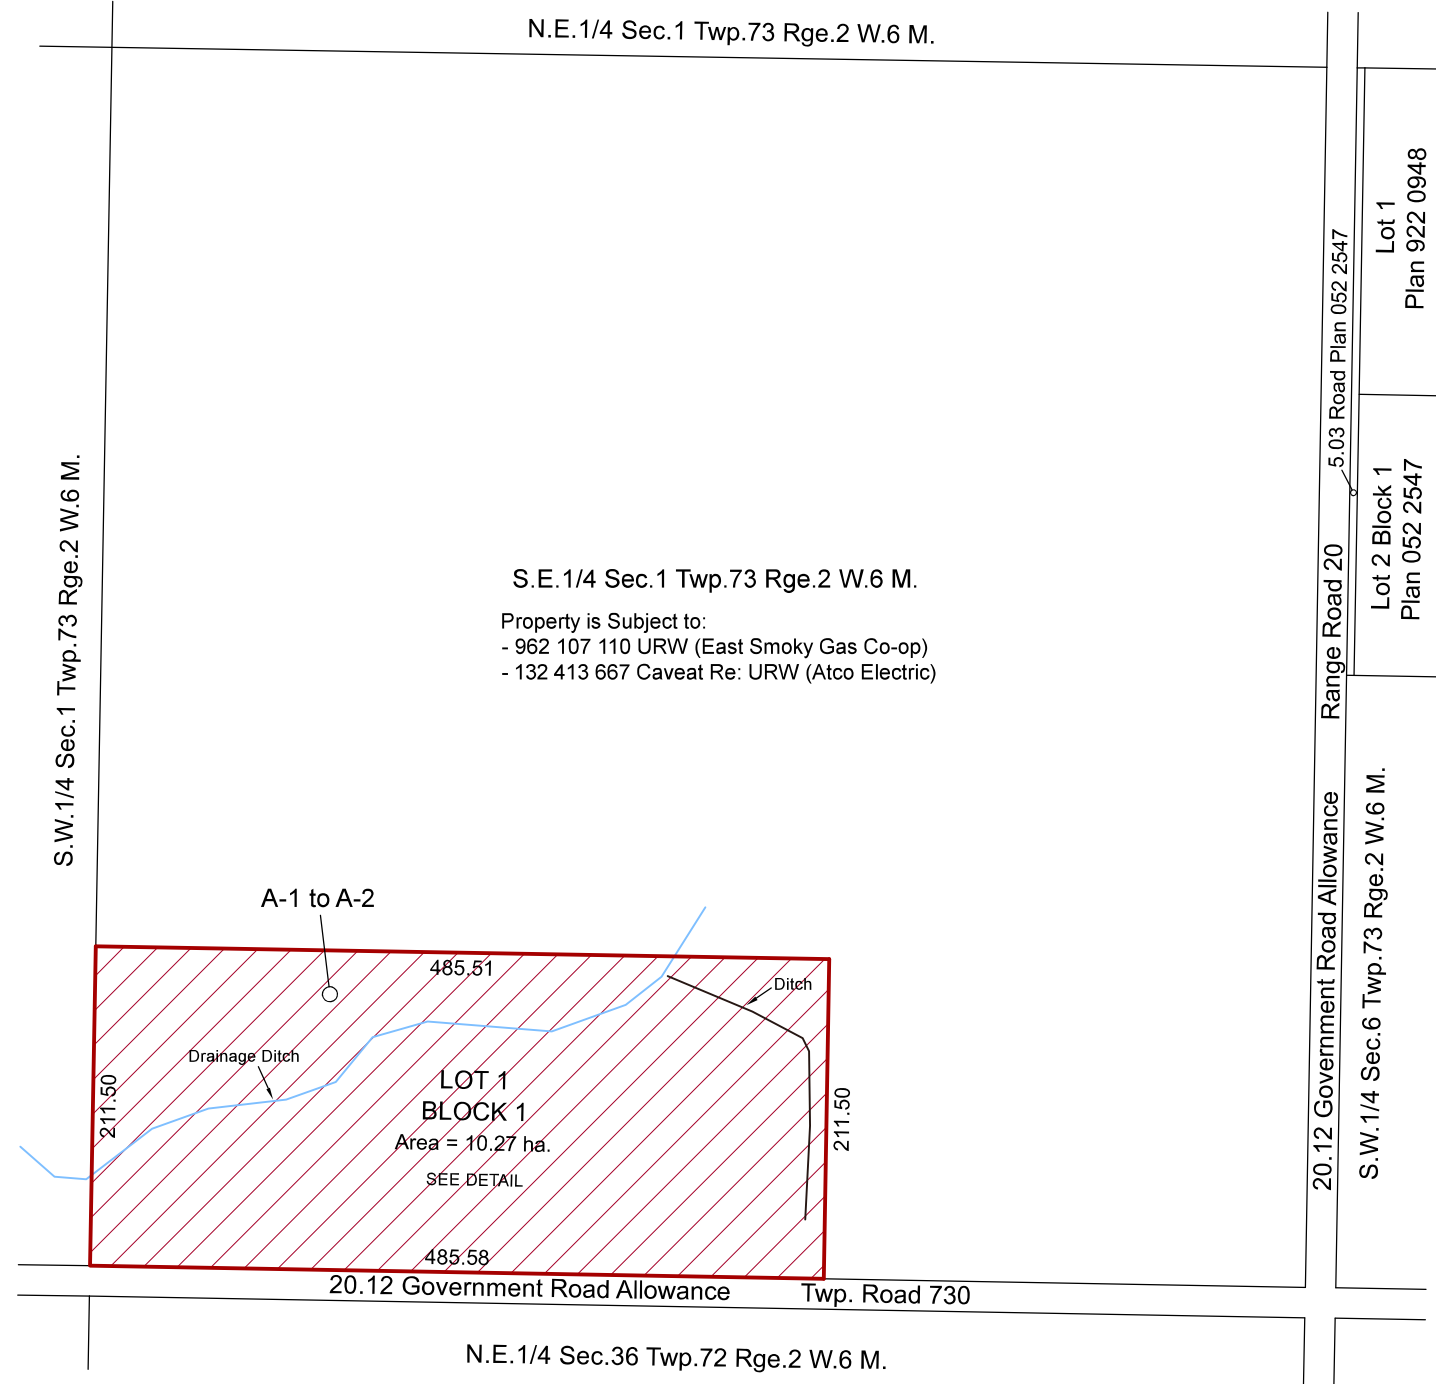 N.E.1/4 Sec.1 Twp.73 Rge.2 W.6 M.
Lot 1
Plan 922 0948
5.03 Road Plan 052 2547
Lot 2 Block 1
Plan 052 2547
S.W.1/4 Sec.1 Twp.73 Rge.2 W.6 M.
S.E.1/4 Sec.1 Twp.73 Rge.2 W.6 M.
Property is Subject to:
- 962 107 110 URW (East Smoky Gas Co-op)
- 132 413 667 Caveat Re: URW (Atco Electric)
20.12 Government Road Allowance Range Road 20
S.W.1/4 Sec.6 Twp.73 Rge.2 W.6 M.
A-1 to A-2
485.51
Ditch
Drainage Ditch
211.50
LOT 1
BLOCK 1
Area = 10.27 ha.
SEE DETAIL
211.50
485.58
20.12 Government Road Allowance Twp. Road 730
N.E.1/4 Sec.36 Twp.72 Rge.2 W.6 M.